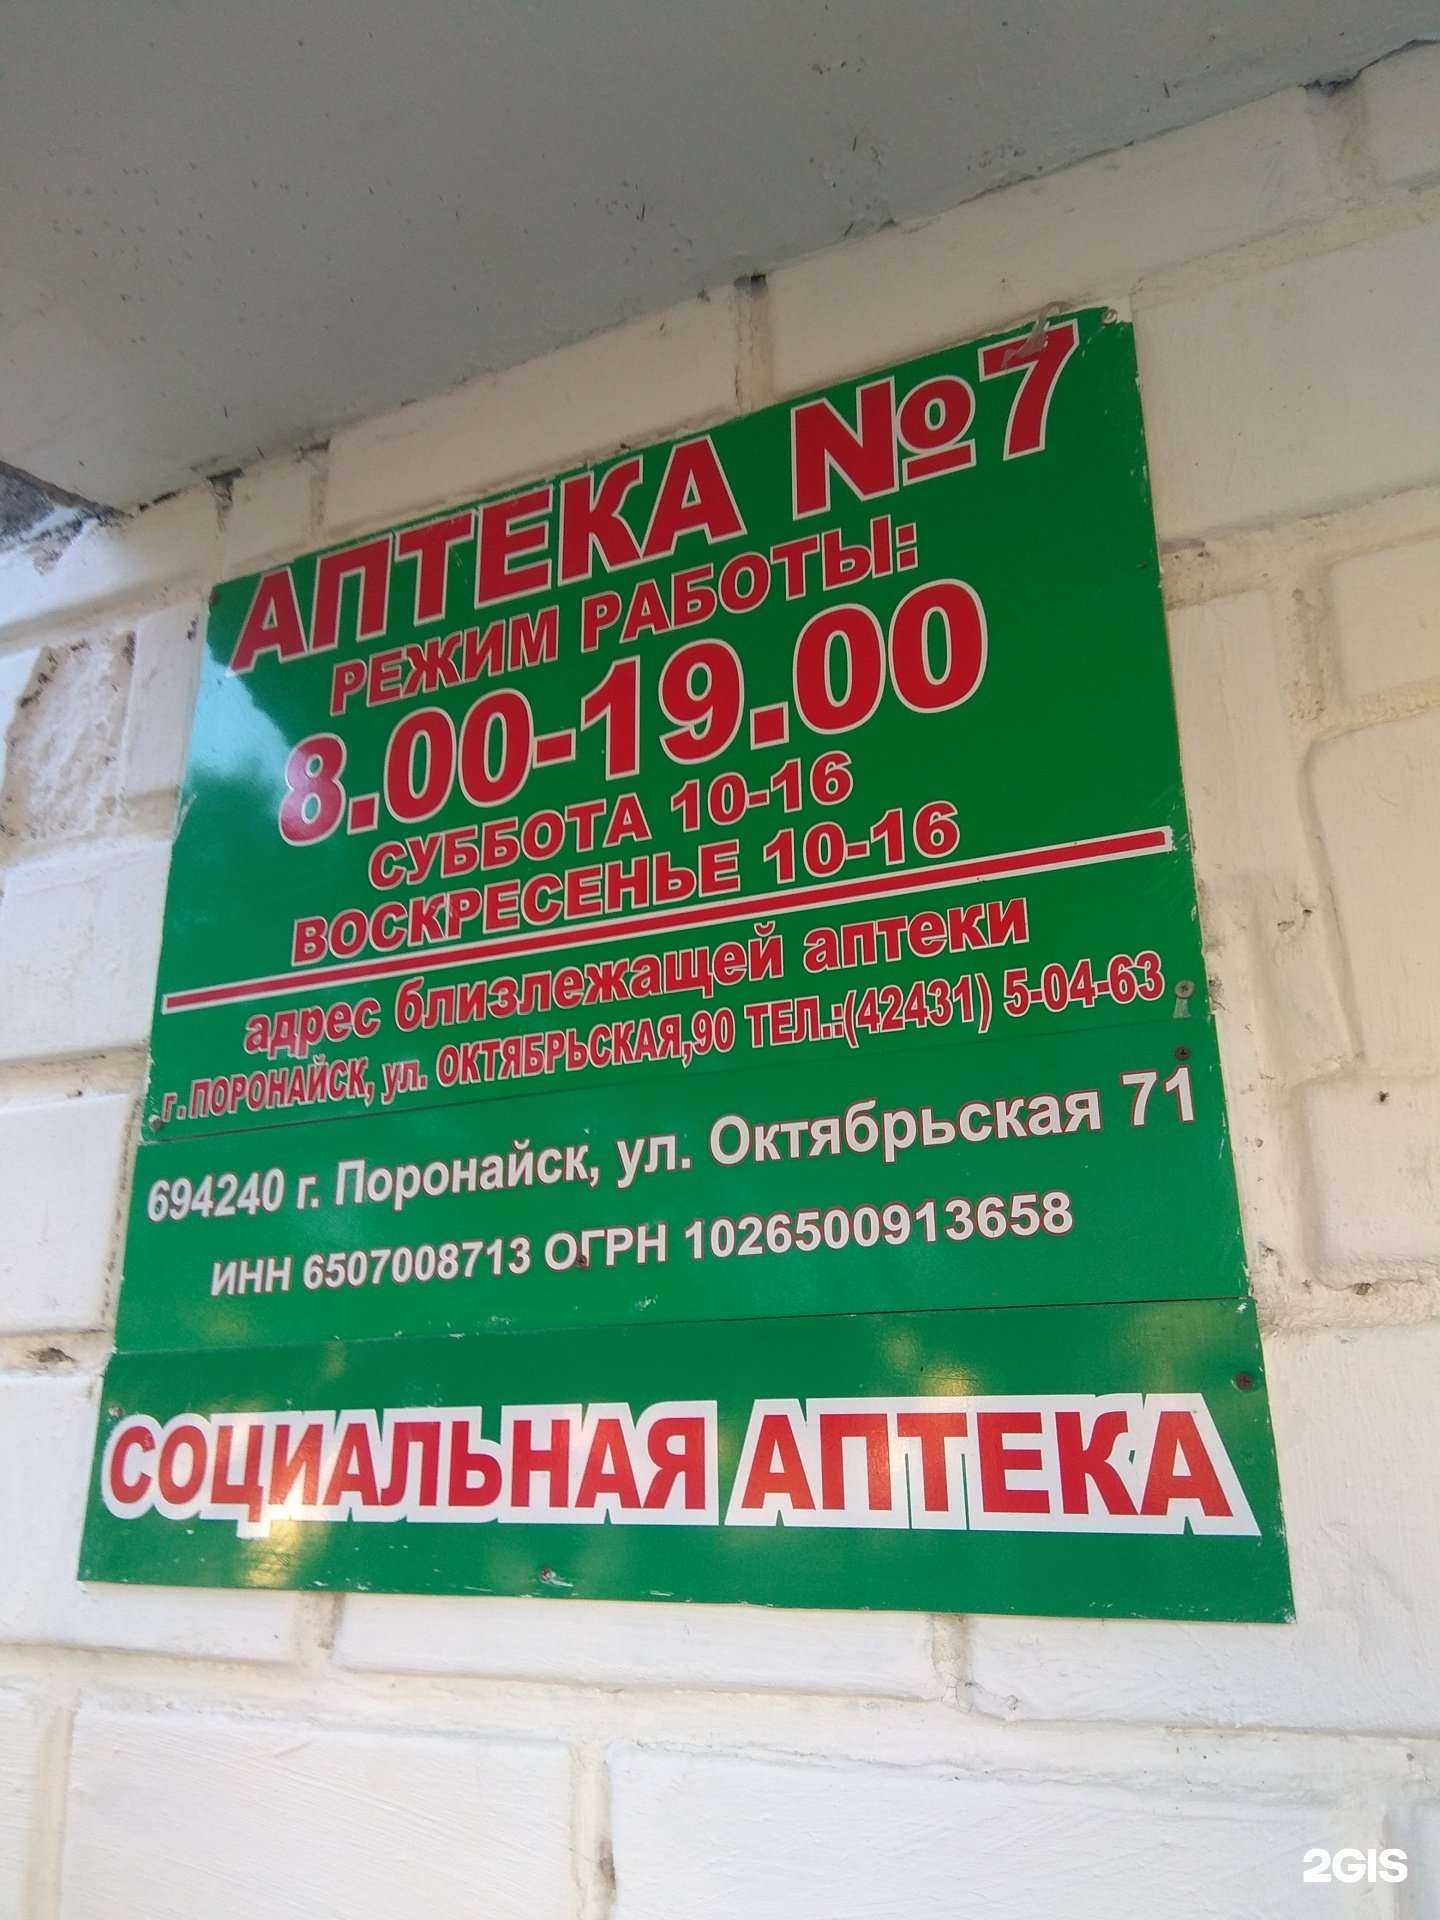 АПТЕКА №7
РЕЖИМ РАБОТЫ:
8.00-19.00
СУББОТА 10-16
ВОСКРЕСЕНЬЕ 10-16
адрес близлежащей аптеки
г.ПОРОНАЙСК, ул. ОКТЯБРЬСКАЯ,90 ТЕЛ.:(42431) 5-04-63
694240 г. Поронайск, ул. Октябрьская 71
ИНН 6507008713 ОГРН 1026500913658
СОЦИАЛЬНАЯ АПТЕКА
2GIS